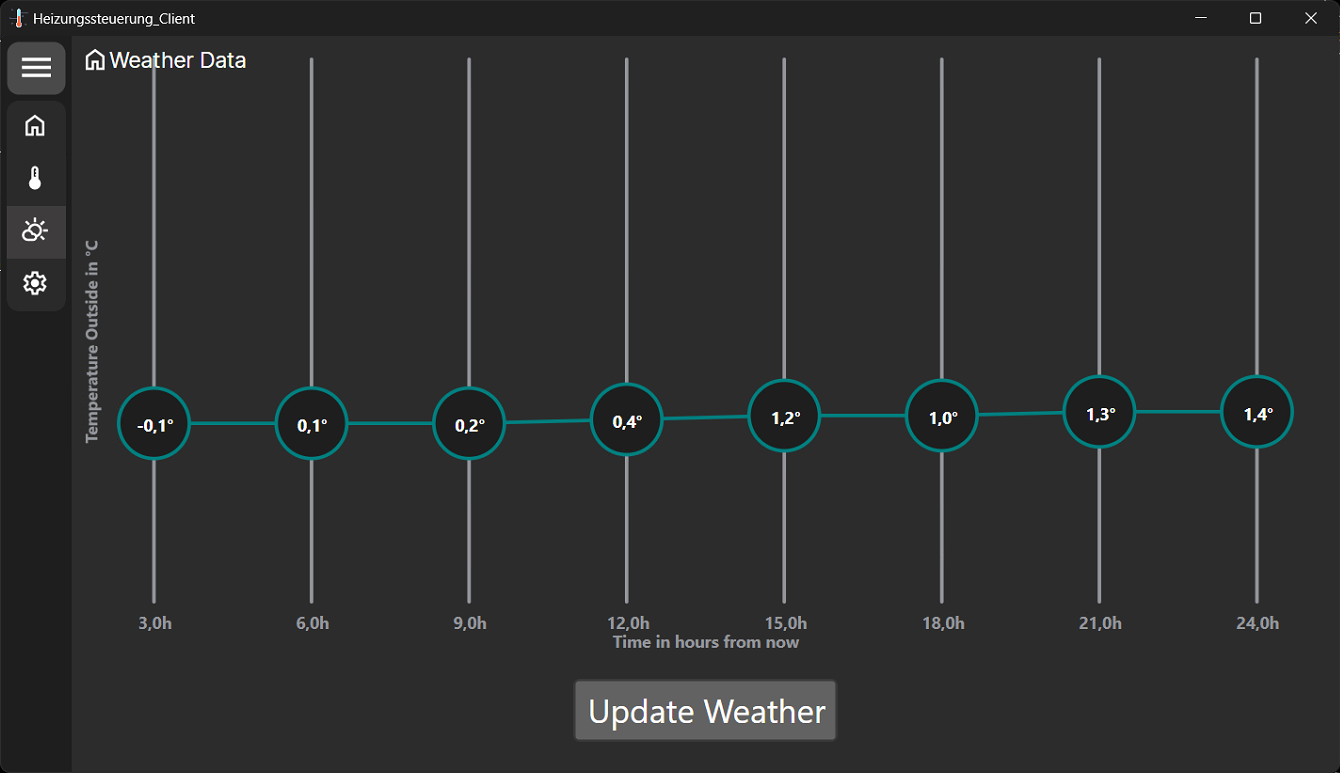 Heizungssteuerung_Client
Weather Data
Temperature Outside in °C
-0,1° 0,1° 0,2° 0,4° 1,2° 1,0° 1,3° 1,4°
3,0h 6,0h 9,0h 12,0h 15,0h 18,0h 21,0h 24,0h
Time in hours from now
Update Weather